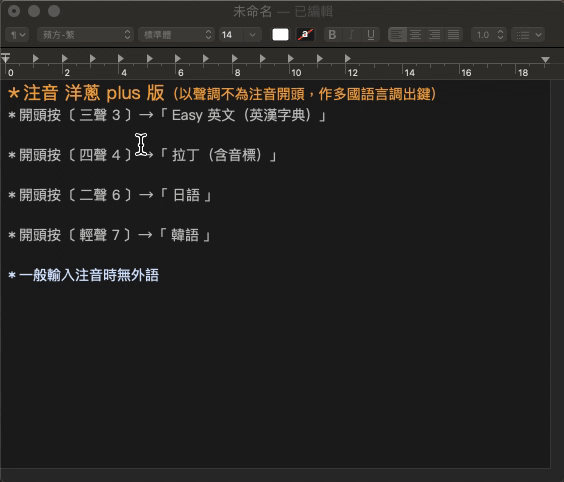 未命名 — 已編輯
¶ 蘋方-繁 標準體 14 a B I U 1.0
0 2 4 6 8 10 12 14 16 18
＊注音 洋蔥 plus 版（以聲調不為注音開頭，作多國語言調出鍵）
＊開頭按〔 三聲 3 〕→「 Easy 英文（英漢字典）」
＊開頭按〔 四聲 4 〕→「 拉丁（含音標）」
＊開頭按〔 二聲 6 〕→「 日語 」
＊開頭按〔 輕聲 7 〕→「 韓語 」
＊一般輸入注音時無外語